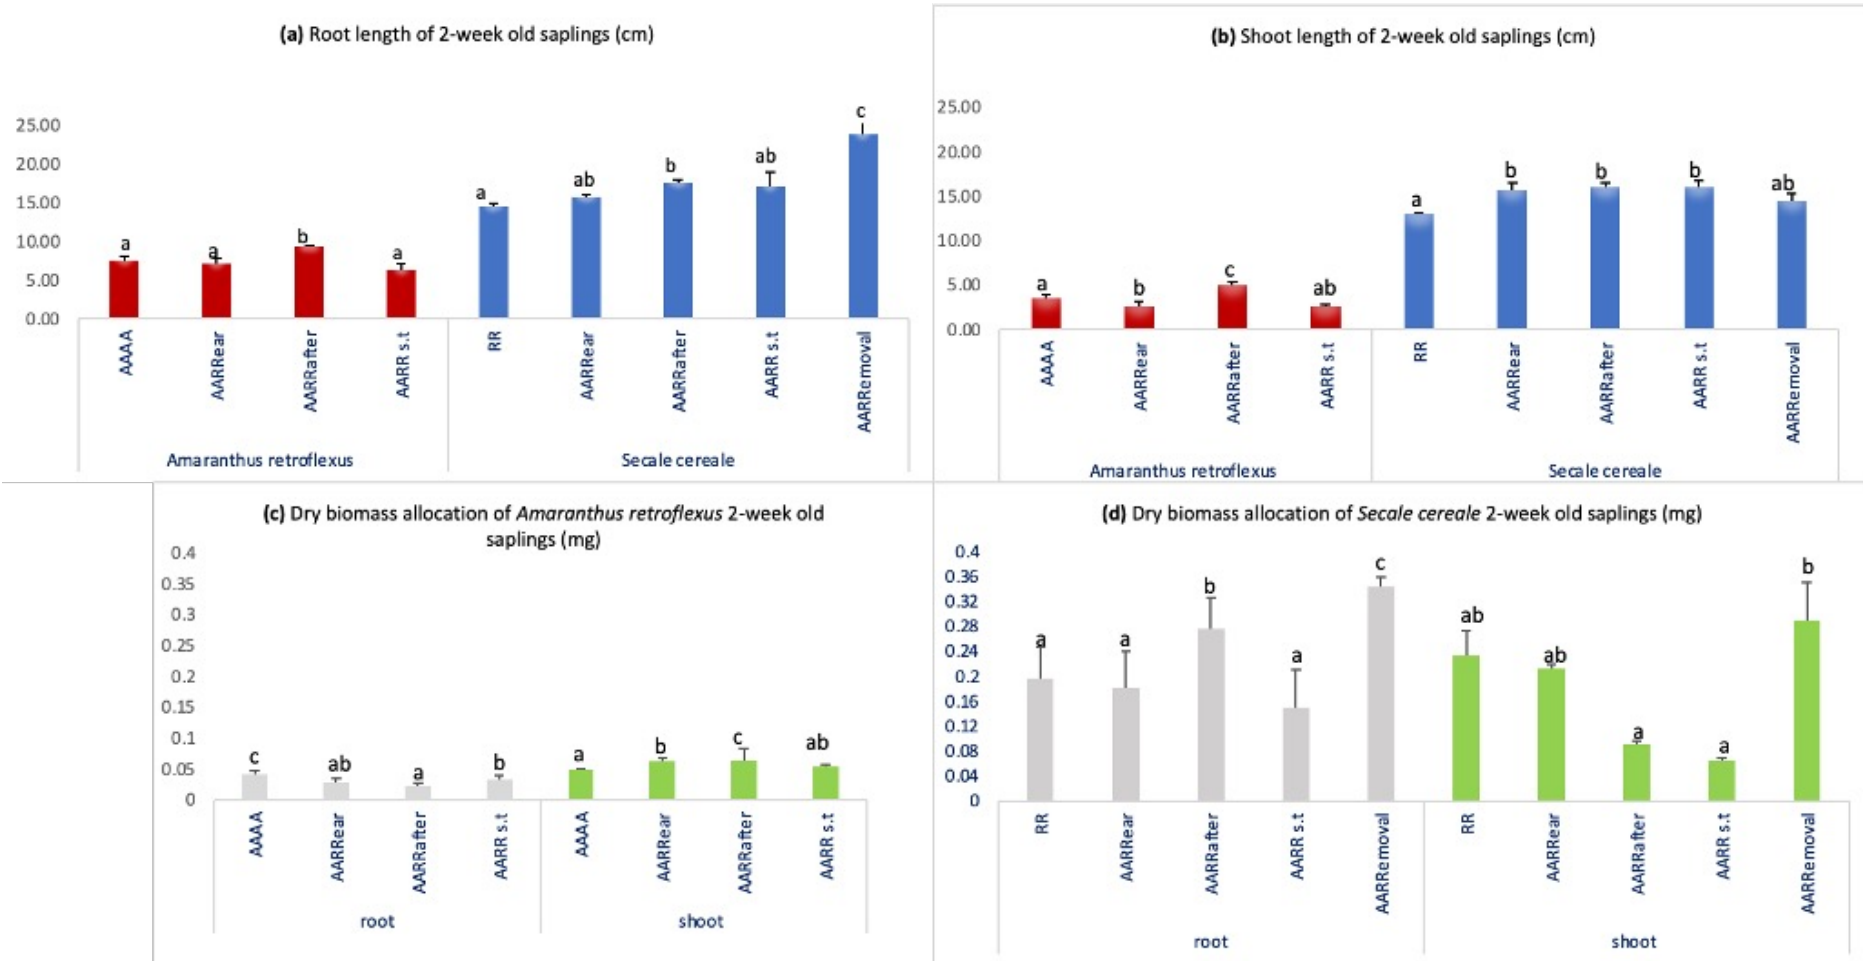 (a) Root length of 2-week old saplings (cm)
25.00
20.00
15.00
10.00
5.00
0.00
a
a
b
a
a
ab
b
ab
c
AAAA
AARRear
AARRafter
AARR s.t
RR
AARRear
AARRafter
AARR s.t
AARRemoval
Amaranthus retroflexus
Secale cereale
(b) Shoot length of 2-week old saplings (cm)
25.00
20.00
15.00
10.00
5.00
0.00
a
b
c
ab
a
b
b
b
ab
AAAA
AARRear
AARRafter
AARR s.t
RR
AARRear
AARRafter
AARR s.t
AARRemoval
Amaranthus retroflexus
Secale cereale
(c) Dry biomass allocation of Amaranthus retroflexus 2-week old
saplings (mg)
0.4
0.35
0.3
0.25
0.2
0.15
0.1
0.05
0
c
ab
a
b
a
b
c
ab
AAAA
AARRear
AARRafter
AARR s.t
AAAA
AARRear
AARRafter
AARR s.t
root
shoot
(d) Dry biomass allocation of Secale cereale 2-week old saplings (mg)
0.4
0.36
0.32
0.28
0.24
0.2
0.16
0.12
0.08
0.04
0
a
a
b
a
c
ab
ab
a
a
b
RR
AARRear
AARRafter
AARR s.t
AARRemoval
RR
AARRear
AARRafter
AARR s.t
AARRemoval
root
shoot